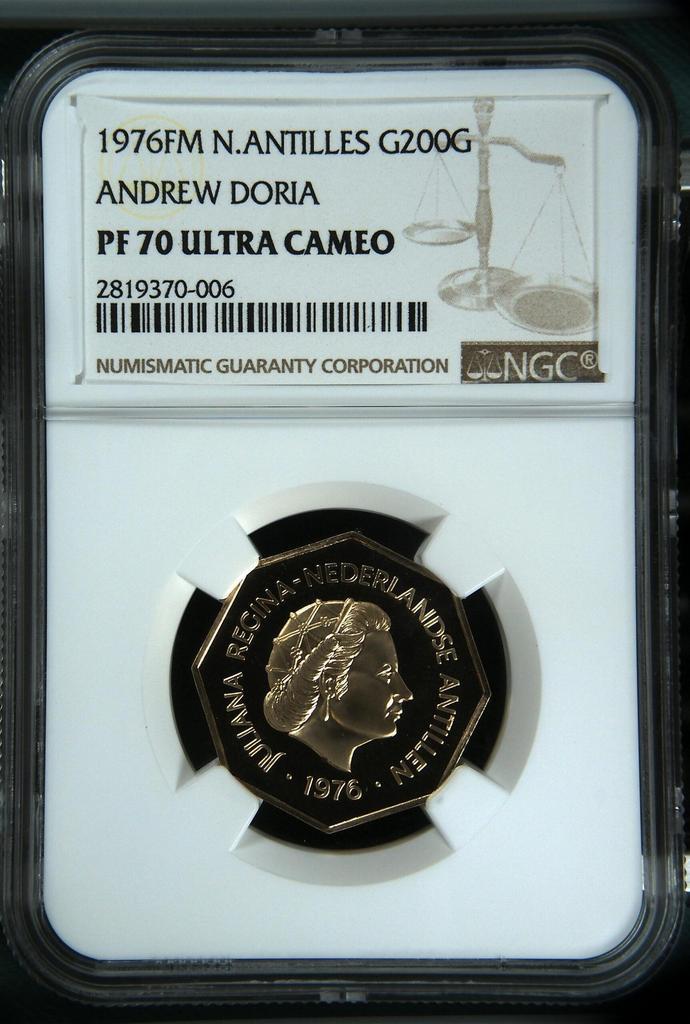 1976FM N.ANTILLES G200G
ANDREW DORIA
PF 70 ULTRA CAMEO
2819370-006
NUMISMATIC GUARANTY CORPORATION
NGC®
JULIANA REGINA-NEDERLANDSE ANTILLEN
· 1976 ·